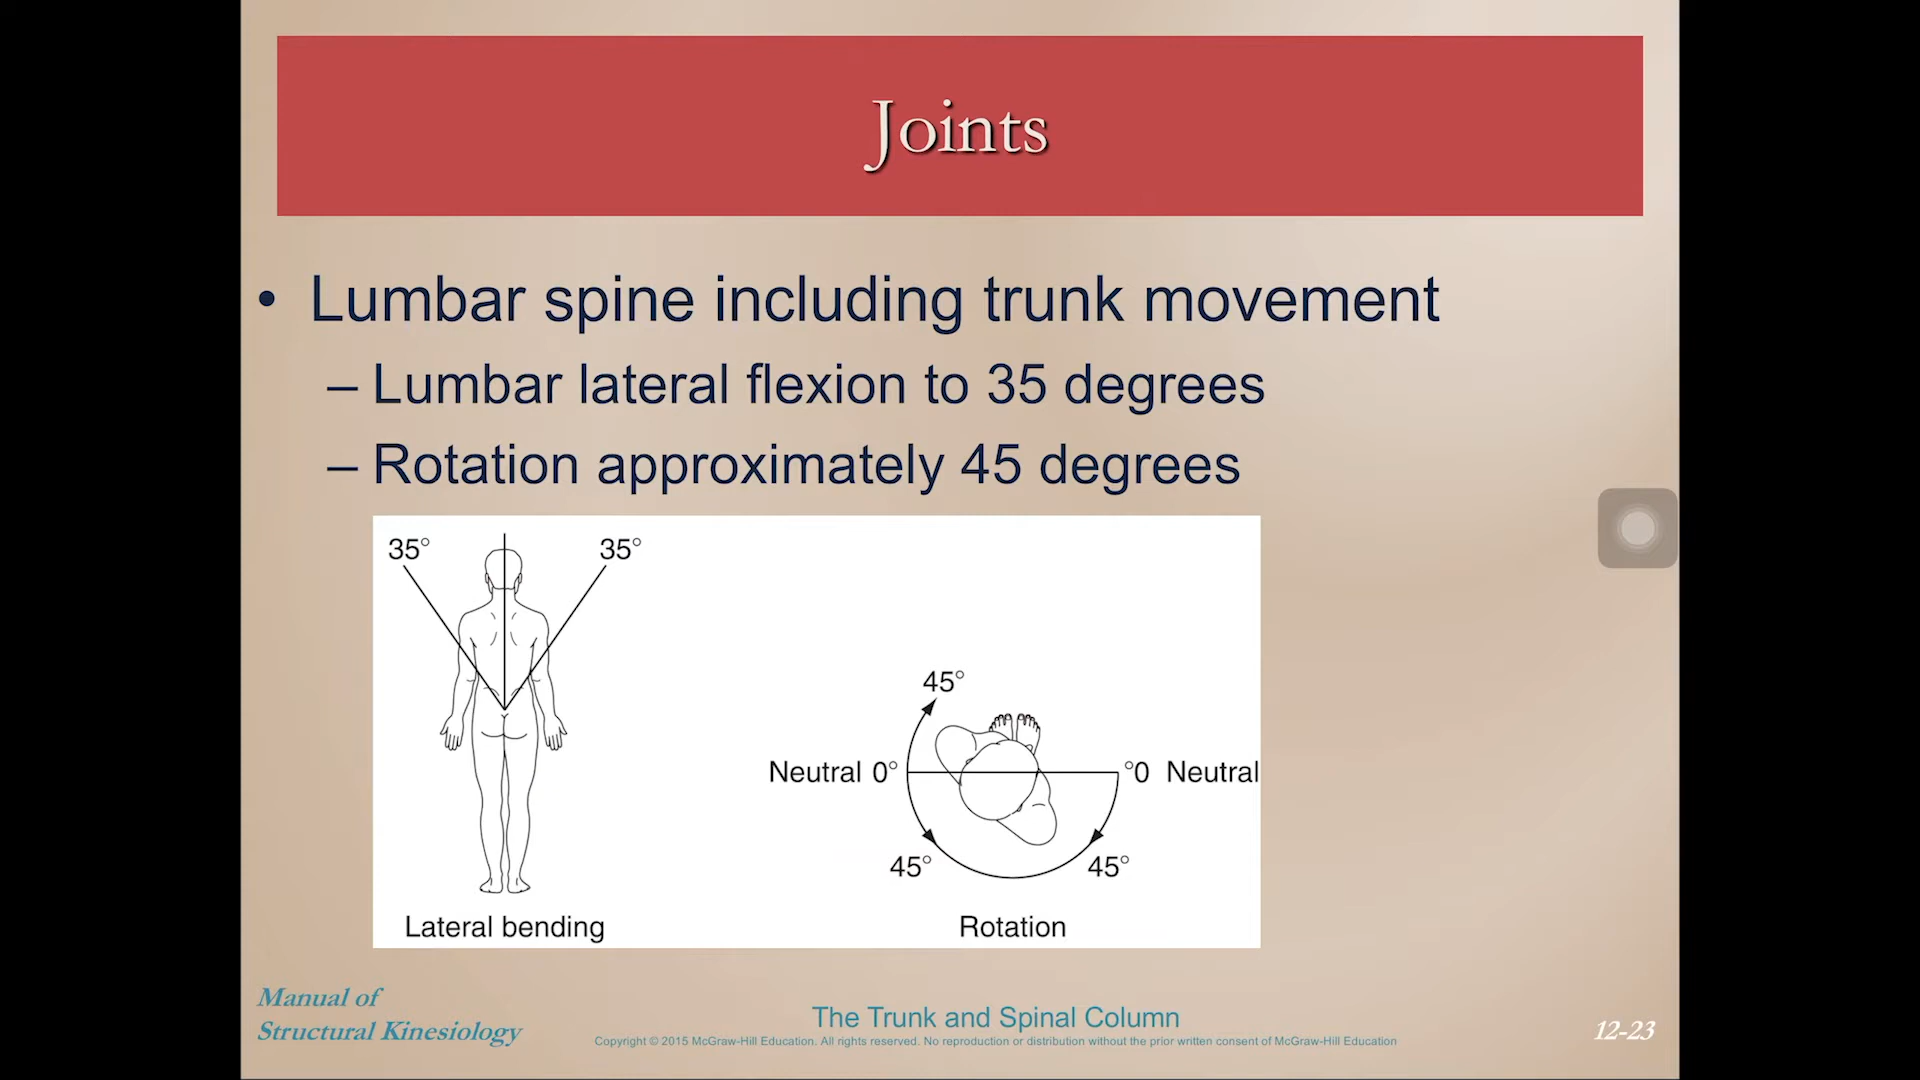 Joints
• Lumbar spine including trunk movement
– Lumbar lateral flexion to 35 degrees
– Rotation approximately 45 degrees
35° 35°
45°
Neutral 0° °0 Neutral
45° 45°
Lateral bending Rotation
Manual of
Structural Kinesiology
The Trunk and Spinal Column
Copyright © 2015 McGraw-Hill Education. All rights reserved. No reproduction or distribution without the prior written consent of McGraw-Hill Education
12-23